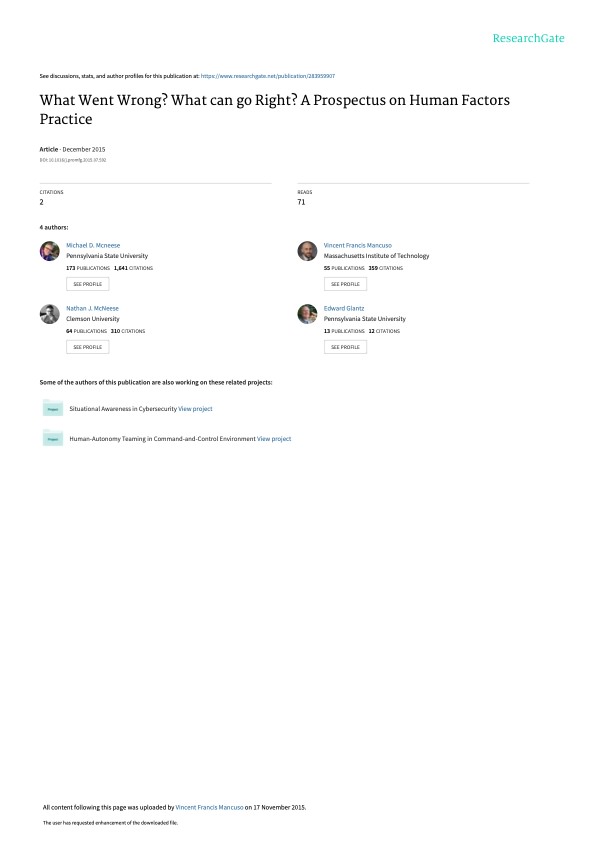 ResearchGate
See discussions, stats, and author profiles for this publication at: https://www.researchgate.net/publication/283959907
What Went Wrong? What can go Right? A Prospectus on Human Factors
Practice
Article · December 2015
DOI: 10.1016/j.promfg.2015.07.592
CITATIONS
2
READS
71
4 authors:
Michael D. Mcneese
Pennsylvania State University
173 PUBLICATIONS 1,641 CITATIONS
SEE PROFILE
Vincent Francis Mancuso
Massachusetts Institute of Technology
55 PUBLICATIONS 359 CITATIONS
SEE PROFILE
Nathan J. McNeese
Clemson University
64 PUBLICATIONS 310 CITATIONS
SEE PROFILE
Edward Glantz
Pennsylvania State University
13 PUBLICATIONS 12 CITATIONS
SEE PROFILE
Some of the authors of this publication are also working on these related projects:
Project
Situational Awareness in Cybersecurity View project
Project
Human-Autonomy Teaming in Command-and-Control Environment View project
All content following this page was uploaded by Vincent Francis Mancuso on 17 November 2015.
The user has requested enhancement of the downloaded file.